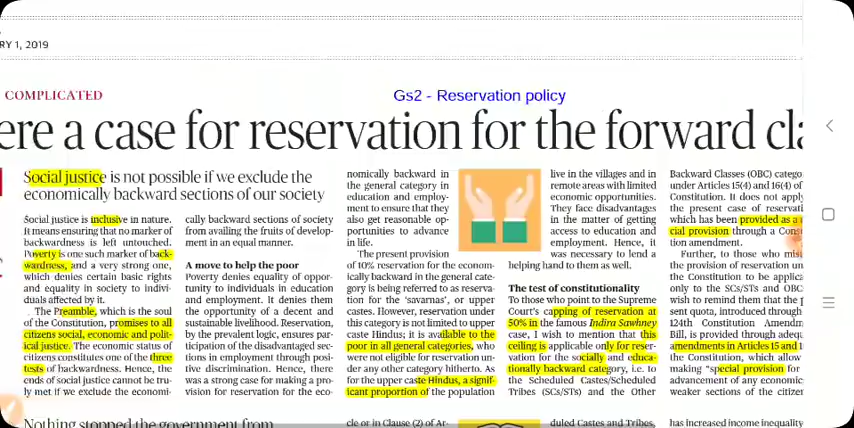 RY 1, 2019
COMPLICATED
Gs2 - Reservation policy
ere a case for reservation for the forward cla
Social justice is not possible if we exclude the
economically backward sections of our society
Social justice is inclusive in nature.
It means ensuring that no marker of
backwardness is left untouched.
Poverty is one such marker of back-
wardness, and a very strong one,
which denies certain basic rights
and equality in society to indivi-
duals affected by it.
The Preamble, which is the soul
of the Constitution, promises to all
citizens social, economic and polit-
ical justice. The economic status of
citizens constitutes one of the three
tests of backwardness. Hence, the
ends of social justice cannot be tru-
ly met if we exclude the economi-
cally backward sections of society
from availing the fruits of develop-
ment in an equal manner.
A move to help the poor
Poverty denies equality of oppor-
tunity to individuals in education
and employment. It denies them
the opportunity of a decent and
sustainable livelihood. Reservation,
by the prevalent logic, ensures par-
ticipation of the disadvantaged sec-
tions in employment through posi-
tive discrimination. Hence, there
was a strong case for making a pro-
vision for reservation for the eco-
nomically backward in
the general category in
education and employ-
ment to ensure that they
also get reasonable op-
portunities to advance
in life.
The present provision
of 10% reservation for the econom-
ically backward in the general cate-
gory is being referred to as reserva-
tion for the 'savarnas', or upper
castes. However, reservation under
this category is not limited to upper
caste Hindus; it is available to the
poor in all general categories, who
were not eligible for reservation un-
der any other category hitherto. As
for the upper caste Hindus, a signif-
icant proportion of the population
live in the villages and in
remote areas with limited
economic opportunities.
They face disadvantages
in the matter of getting
access to education and
employment. Hence, it
was necessary to lend a
helping hand to them as well.
The test of constitutionality
To those who point to the Supreme
Court's capping of reservation at
50% in the famous Indira Sawhney
case, I wish to mention that this
ceiling is applicable only for reser-
vation for the socially and educa-
tionally backward category, i.e. to
the Scheduled Castes/Scheduled
Tribes (SCs/STs) and the Other
Backward Classes (OBC) catego
under Articles 15(4) and 16(4) of
Constitution. It does not apply
the present case of reservati
which has been provided as a
cial provision through a Cons
tion amendment.
Further, to those who mis
the provision of reservation un
the Constitution to be applica
only to the SCs/STs and OBC
wish to remind them that the p
sent quota, introduced through
124th Constitution Amendm
Bill, is provided through adequ
amendments in Articles 15 and 1
the Constitution, which allow
making "special provision for
advancement of any economic
weaker sections of the citizen
Nothing stopped the government from
cle or in Clause (2) of Ar-
duled Castes and Tribes,
has increased income inequality